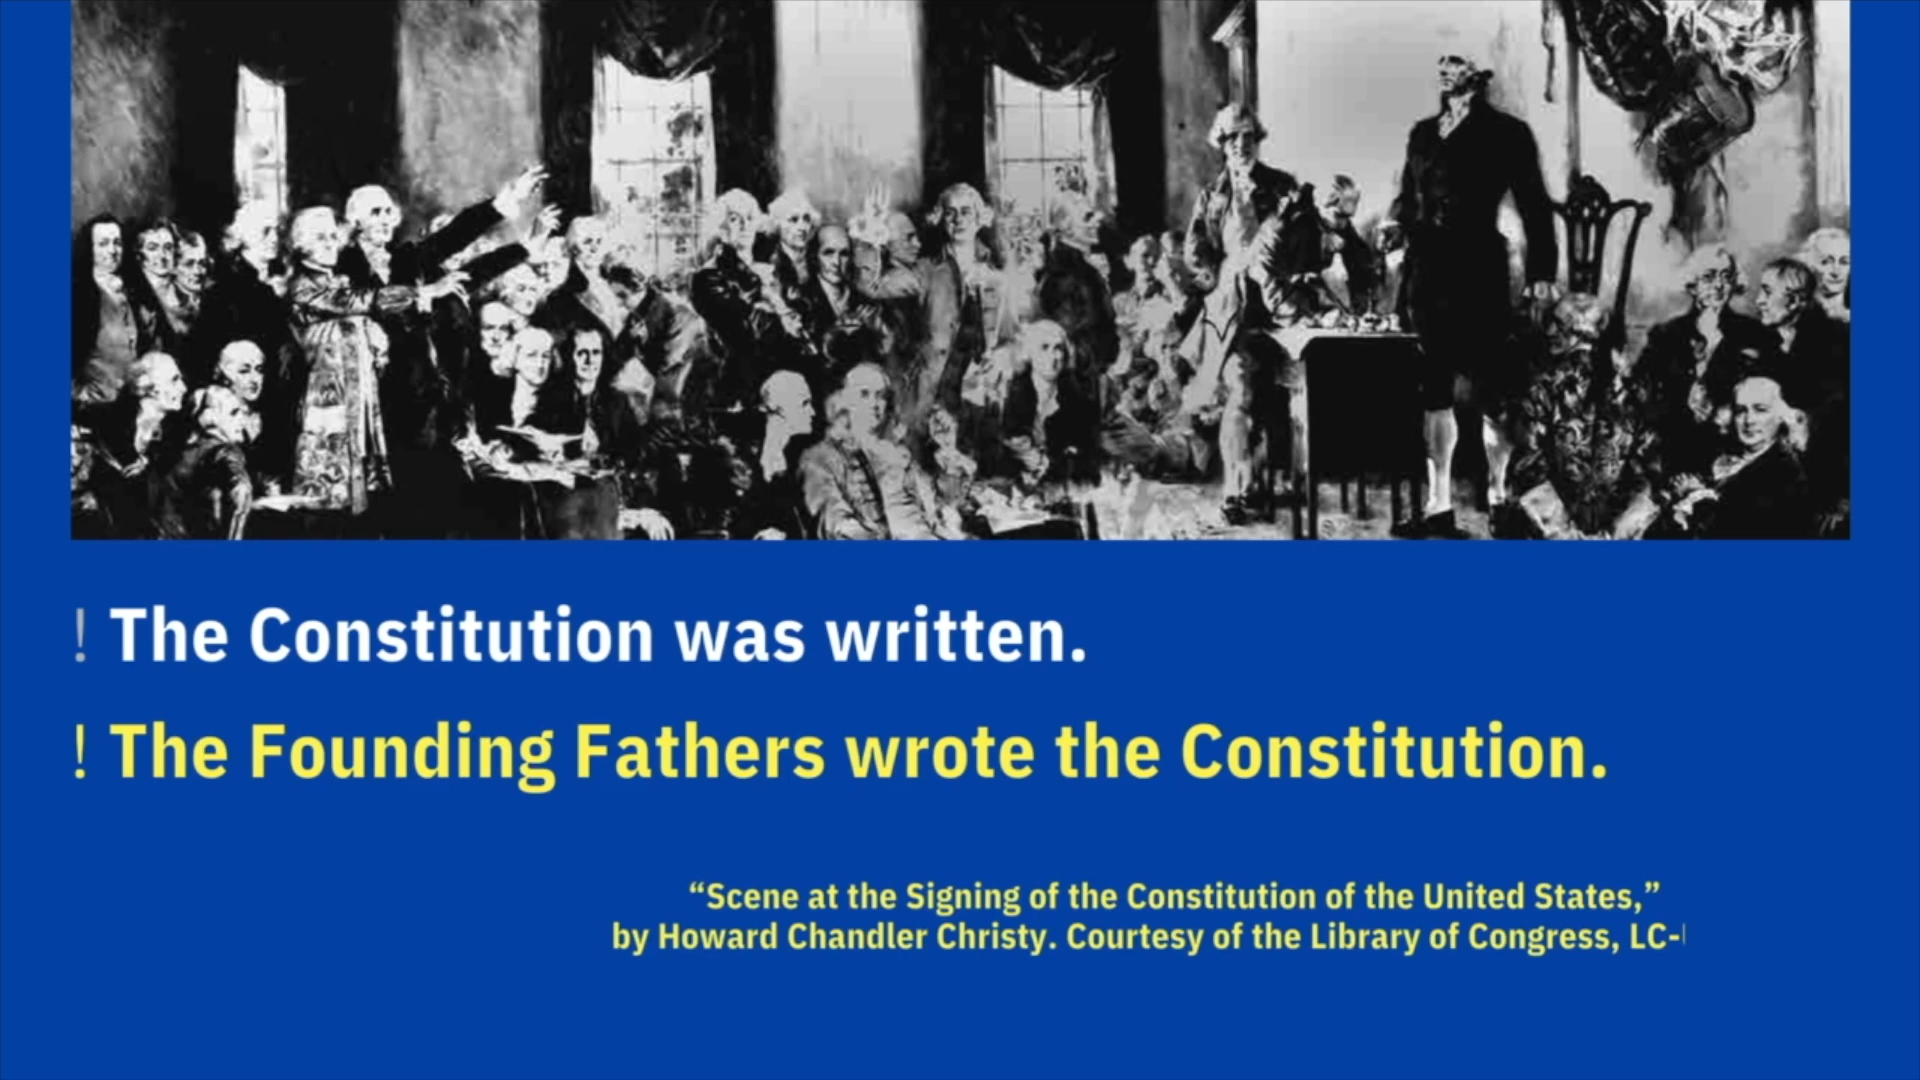 ! The Constitution was written.
! The Founding Fathers wrote the Constitution.
“Scene at the Signing of the Constitution of the United States,”
by Howard Chandler Christy. Courtesy of the Library of Congress, LC-